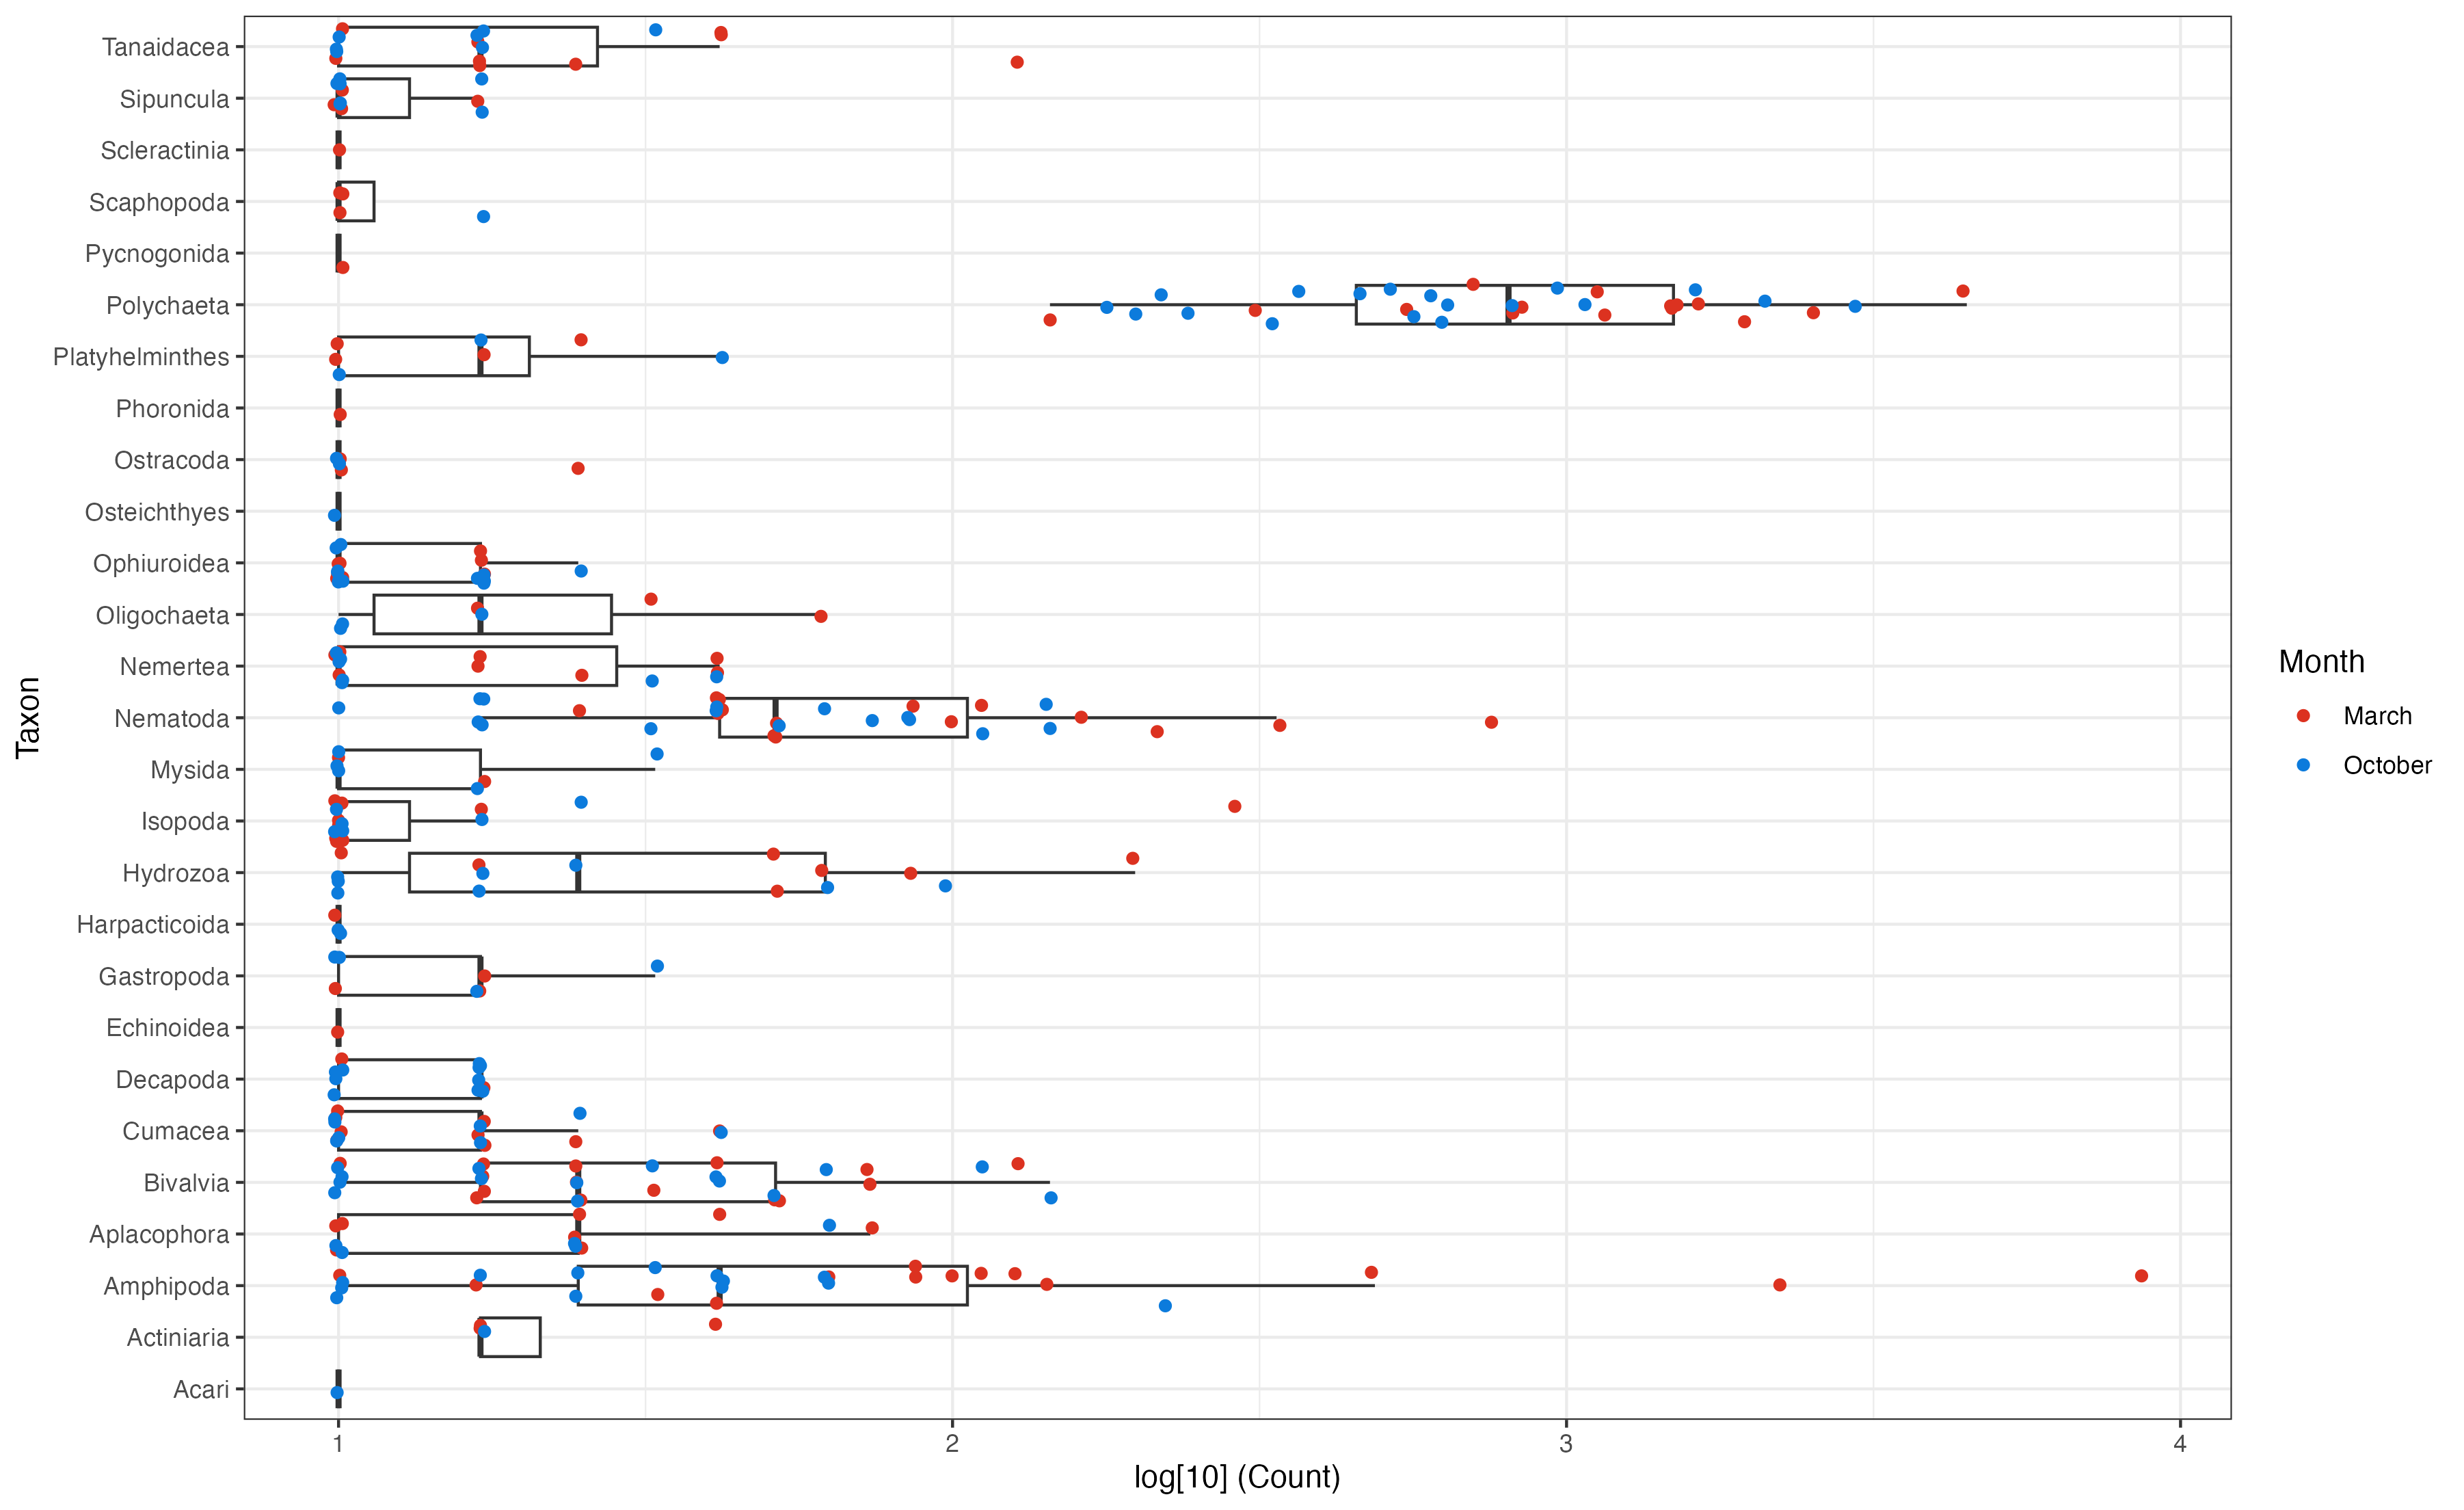 Tanaidacea
Sipuncula
Scleractinia
Scaphopoda
Pycnogonida
Polychaeta
Platyhelminthes
Phoronida
Ostracoda
Osteichthyes
Ophiuroidea
Oligochaeta
Nemertea
Nematoda
Mysida
Isopoda
Hydrozoa
Harpacticoida
Gastropoda
Echinoidea
Decapoda
Cumacea
Bivalvia
Aplacophora
Amphipoda
Actiniaria
Acari
Taxon
1 2 3 4
log[10] (Count)
Month
March
October